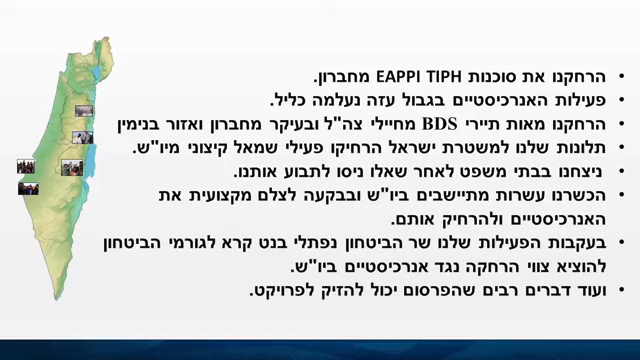 • הרחקנו את סוכנות EAPPI TIPH מחברון.
• פעילות האנרכיסטיים בגבול עזה נעלמה כליל.
• הרחקנו מאות תיירי BDS מחיילי צה"ל ובעיקר מחברון ואזור בנימין
• תלונות שלנו למשטרת ישראל הרחיקו פעילי שמאל קיצוני מיו"ש.
• ניצחנו בבתי משפט לאחר שאלו ניסו לתבוע אותנו.
• הכשרנו עשרות מתיישבים ביו"ש ובבקעה לצלם מקצועית את
האנרכיסטיים ולהרחיק אותם.
• בעקבות הפעילות שלנו שר הביטחון נפתלי בנט קרא לגורמי הביטחון
להוציא צווי הרחקה נגד אנרכיסטיים ביו"ש.
• ועוד דברים רבים שהפרסום יכול להזיק לפרויקט.